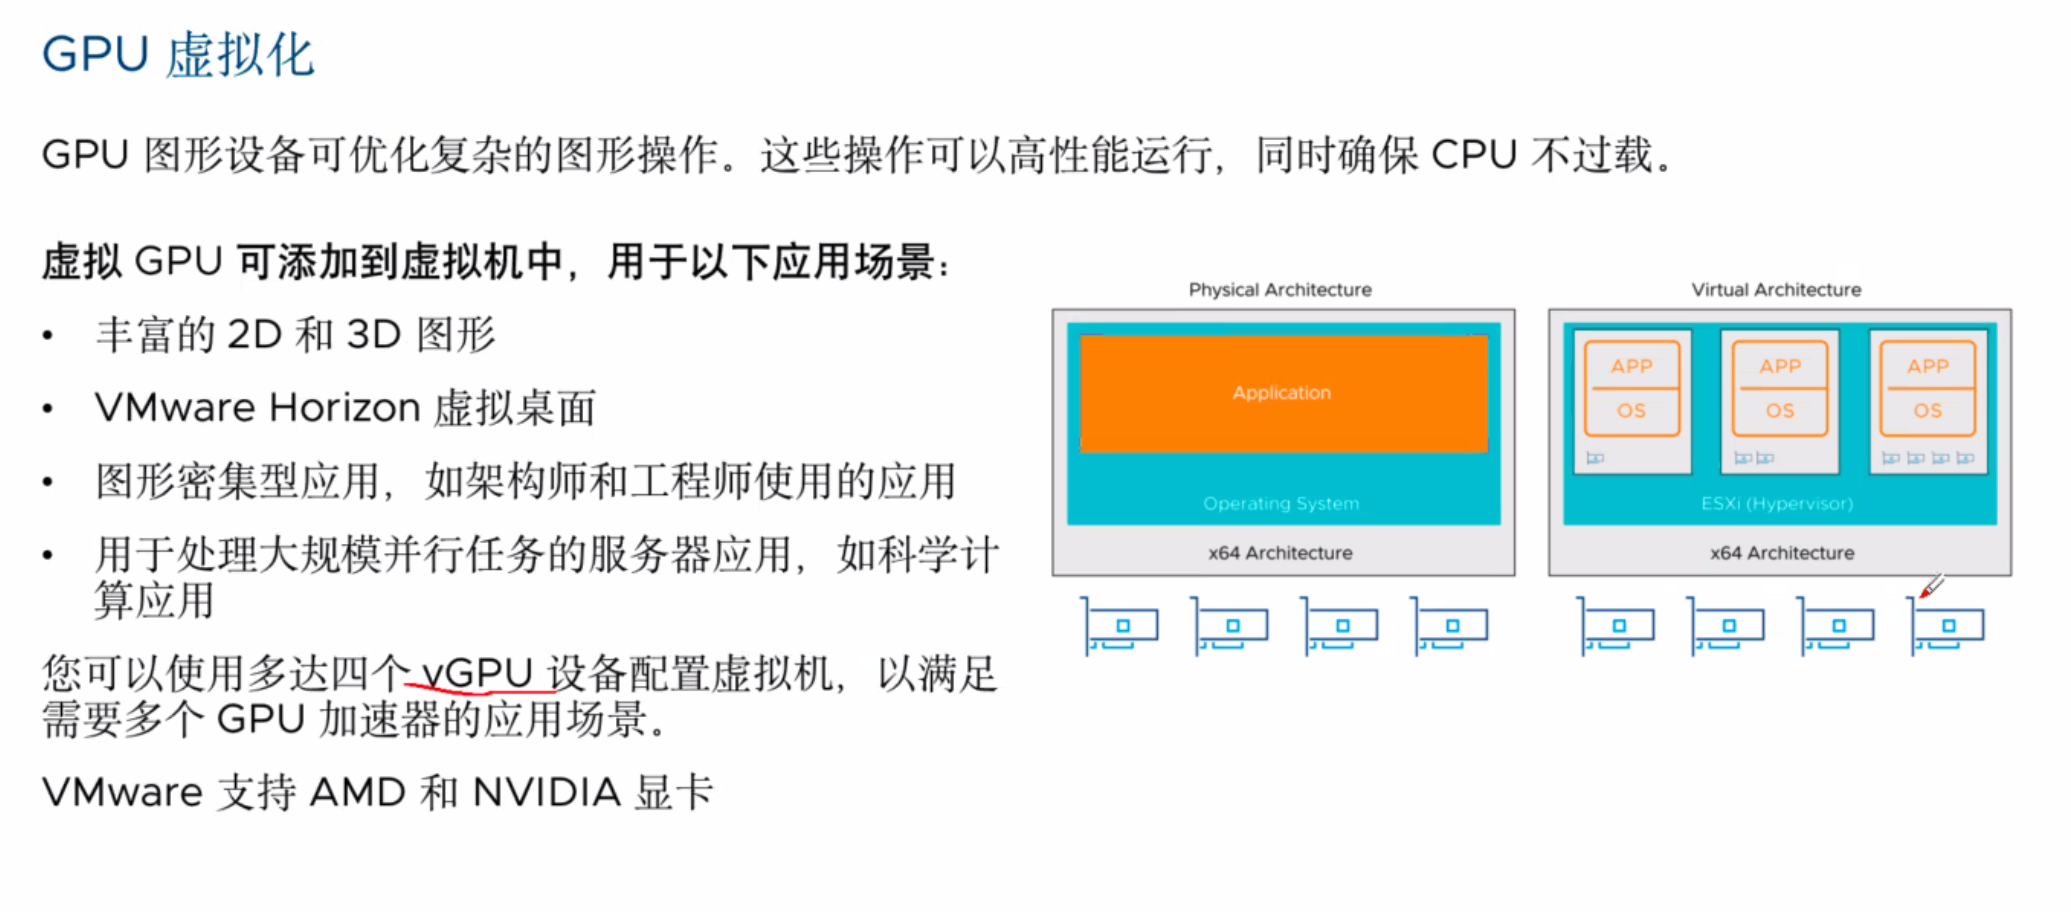 GPU 虚拟化
GPU 图形设备可优化复杂的图形操作。这些操作可以高性能运行，同时确保 CPU 不过载。
虚拟 GPU 可添加到虚拟机中，用于以下应用场景：
• 丰富的 2D 和 3D 图形
• VMware Horizon 虚拟桌面
• 图形密集型应用，如架构师和工程师使用的应用
• 用于处理大规模并行任务的服务器应用，如科学计
算应用
您可以使用多达四个 vGPU 设备配置虚拟机，以满足
需要多个 GPU 加速器的应用场景。
VMware 支持 AMD 和 NVIDIA 显卡
Physical Architecture
Application
Operating System
x64 Architecture
Virtual Architecture
APP
OS
APP
OS
APP
OS
ESXi (Hypervisor)
x64 Architecture